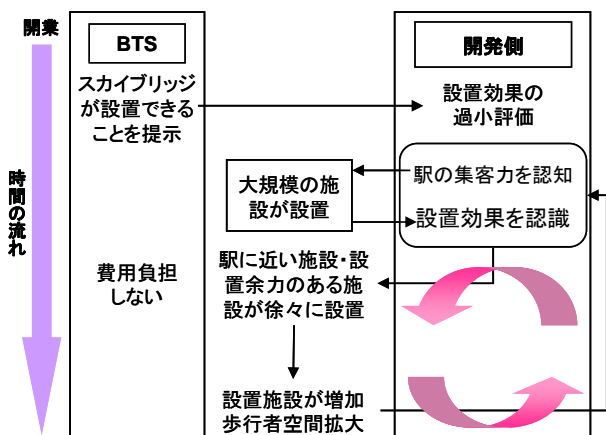 開業
BTS
スカイブリッジ
が設置できる
ことを提示
費用負担
しない
時間の流れ
開発側
設置効果の
過小評価
駅の集客力を認知
設置効果を認識
大規模の施
設が設置
駅に近い施設・設
置余力のある施
設が徐々に設置
設置施設が増加
歩行者空間拡大